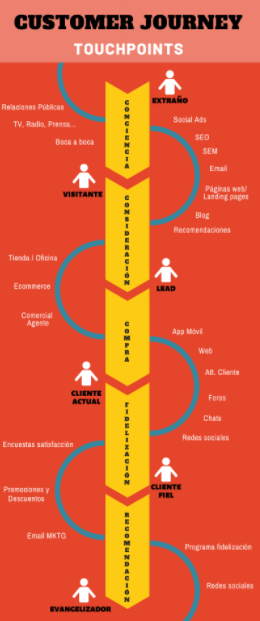 CUSTOMER JOURNEY
TOUCHPOINTS
CONCIENCIA
EXTRAÑO
Relaciones Públicas
TV, Radio, Prensa...
Boca a boca
Social Ads
SEO
SEM
Email
Páginas web/
Landing pages
Blog
Recomendaciones
VISITANTE
CONSIDERACIÓN
LEAD
Tienda / Oficina
Ecommerce
Comercial
Agente
COMPRA
App Móvil
Web
Att. Cliente
Foros
Chats
Redes sociales
CLIENTE
ACTUAL
FIDELIZACIÓN
CLIENTE
FIEL
Encuestas satisfacción
Promociones y
Descuentos
Email MKTG
RECOMENDACIÓN
Programa fidelización
Redes sociales
EVANGELIZADOR